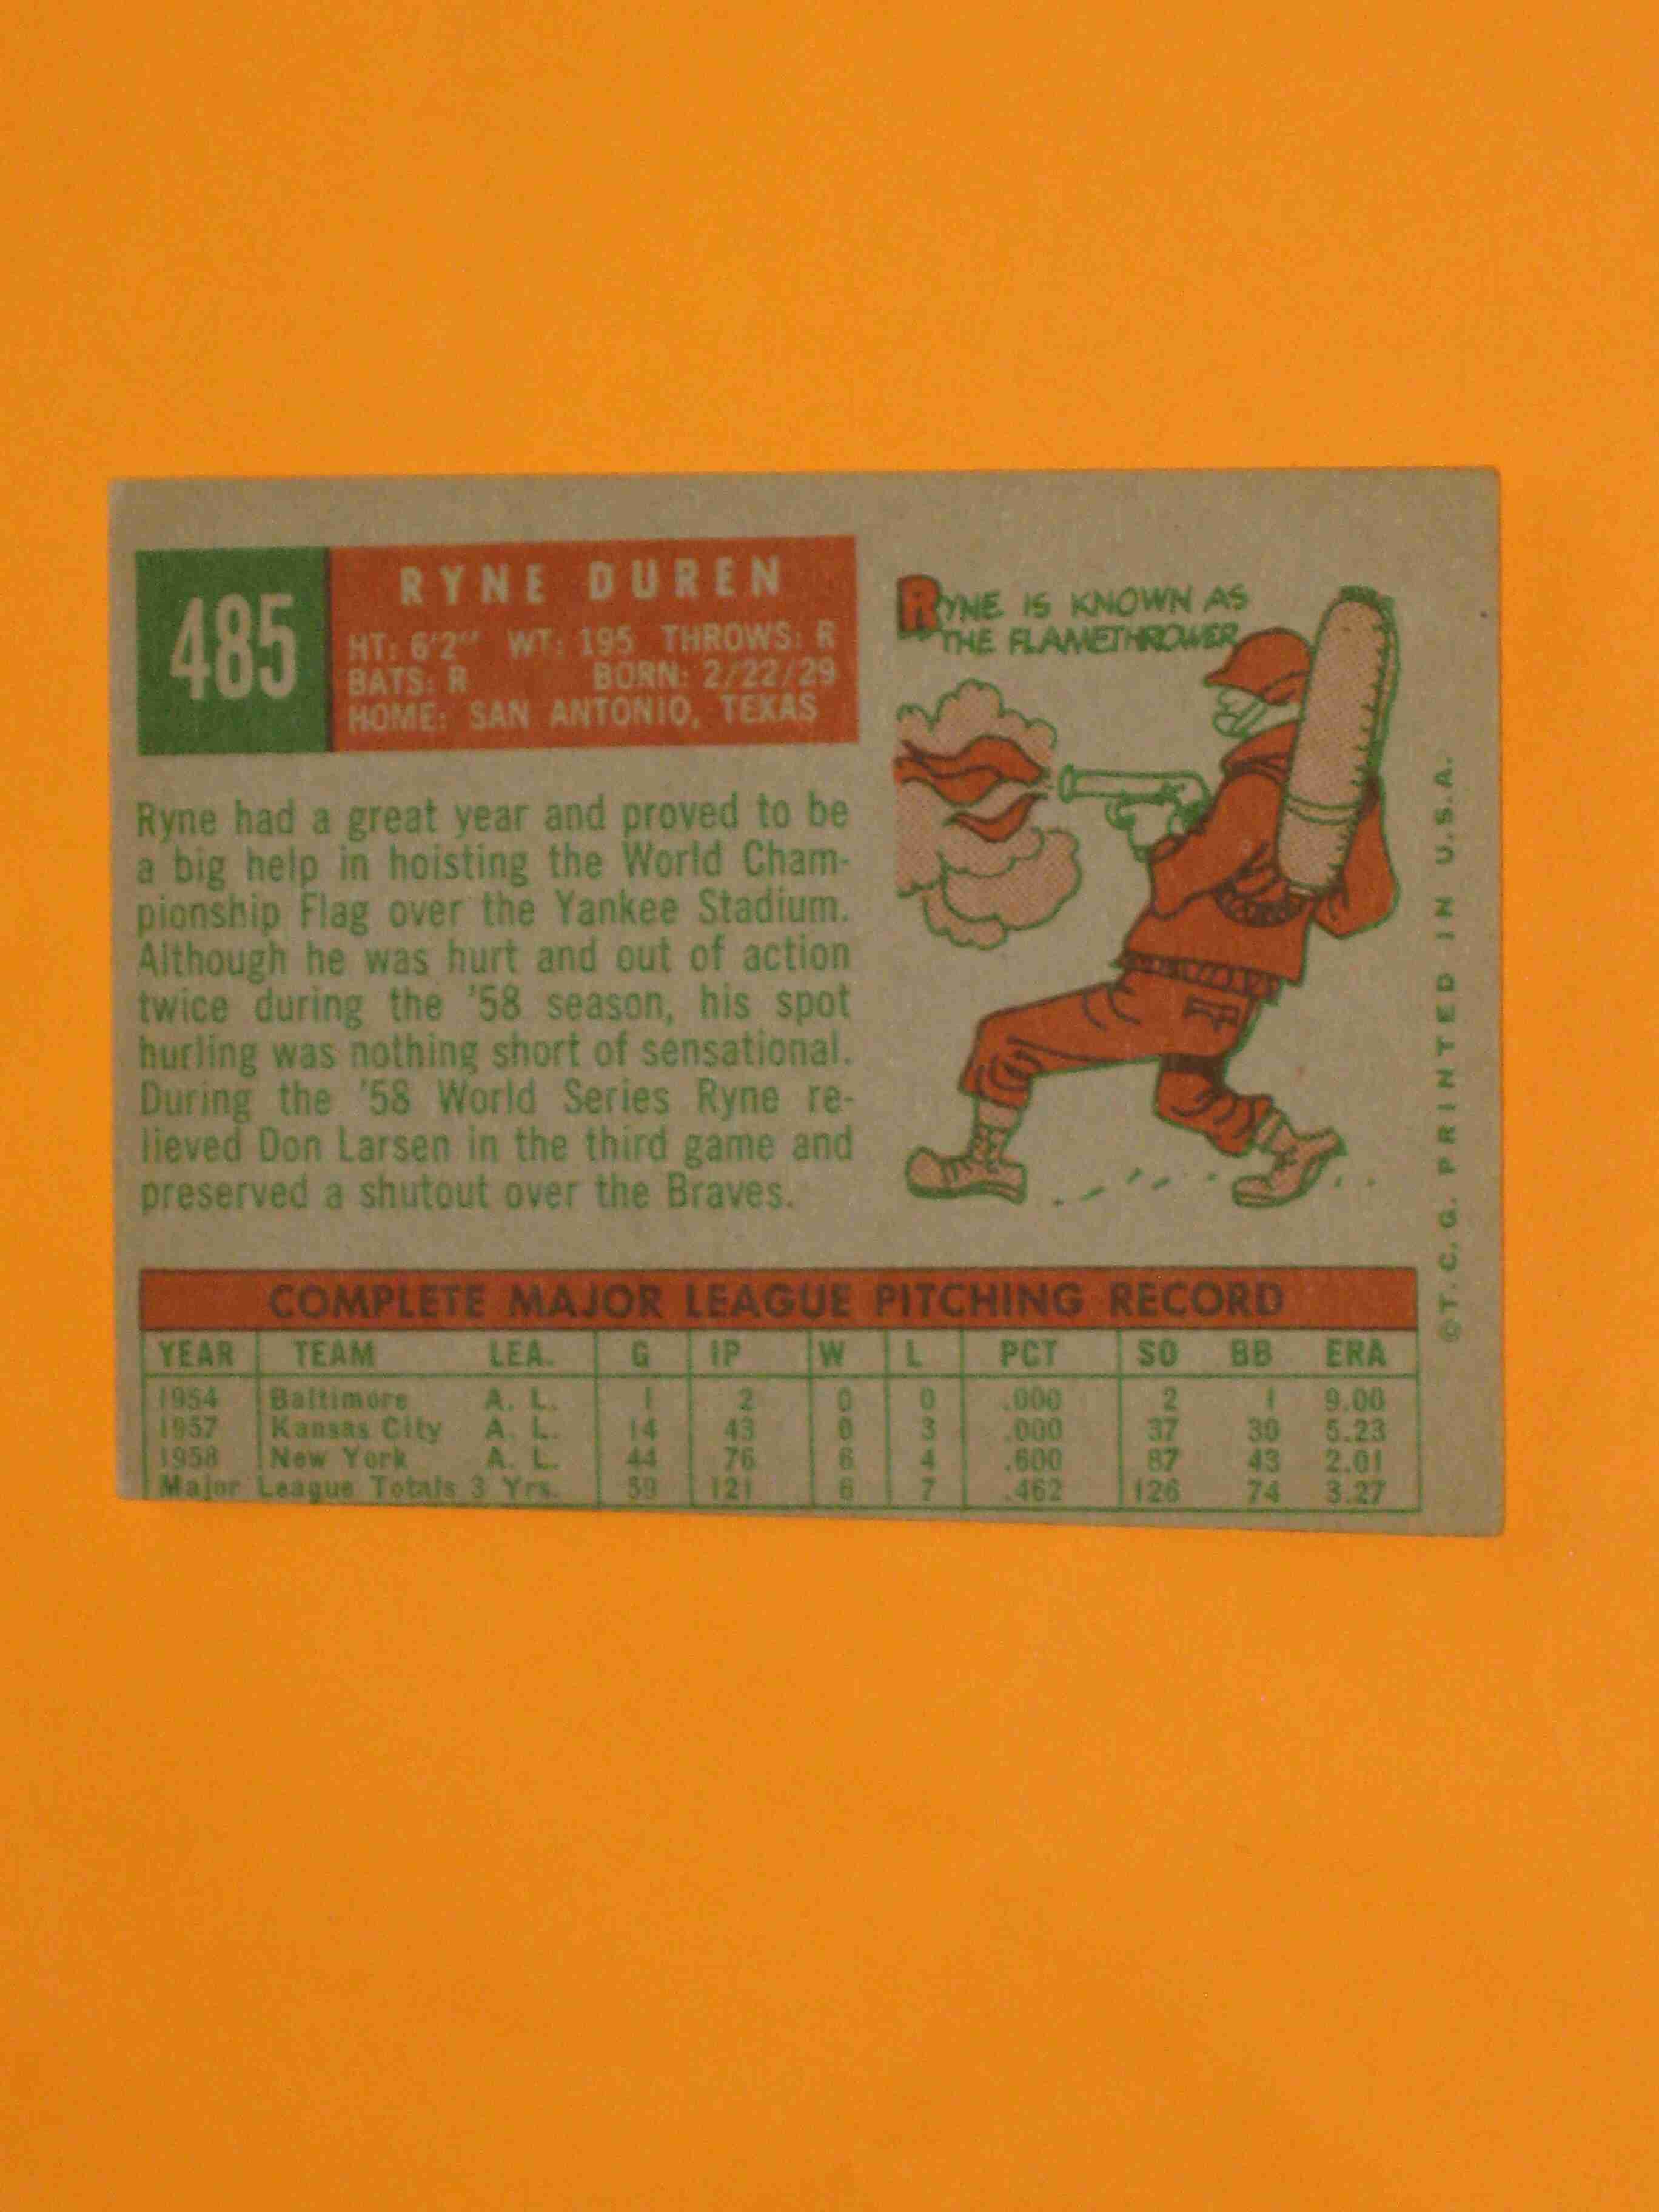 485
RYNE DUREN
HT: 6'2" WT: 195 THROWS: R
BATS: R BORN: 2/22/29
HOME: SAN ANTONIO, TEXAS
Ryne had a great year and proved to be
a big help in hoisting the World Cham-
pionship Flag over the Yankee Stadium.
Although he was hurt and out of action
twice during the '58 season, his spot
hurling was nothing short of sensational.
During the '58 World Series Ryne re-
lieved Don Larsen in the third game and
preserved a shutout over the Braves.
RYNE IS KNOWN AS
THE FLAMETHROWER
©T.C.G. PRINTED IN U.S.A.
COMPLETE MAJOR LEAGUE PITCHING RECORD
YEAR TEAM LEA. G IP W L PCT SO BB ERA
1954 Baltimore A. L. 1 2 0 0 .000 2 1 9.00
1957 Kansas City A. L. 14 43 0 3 .000 37 30 5.23
1958 New York A. L. 44 76 6 4 .600 87 43 2.01
Major League Totals 3 Yrs. 59 121 6 7 .462 126 74 3.27